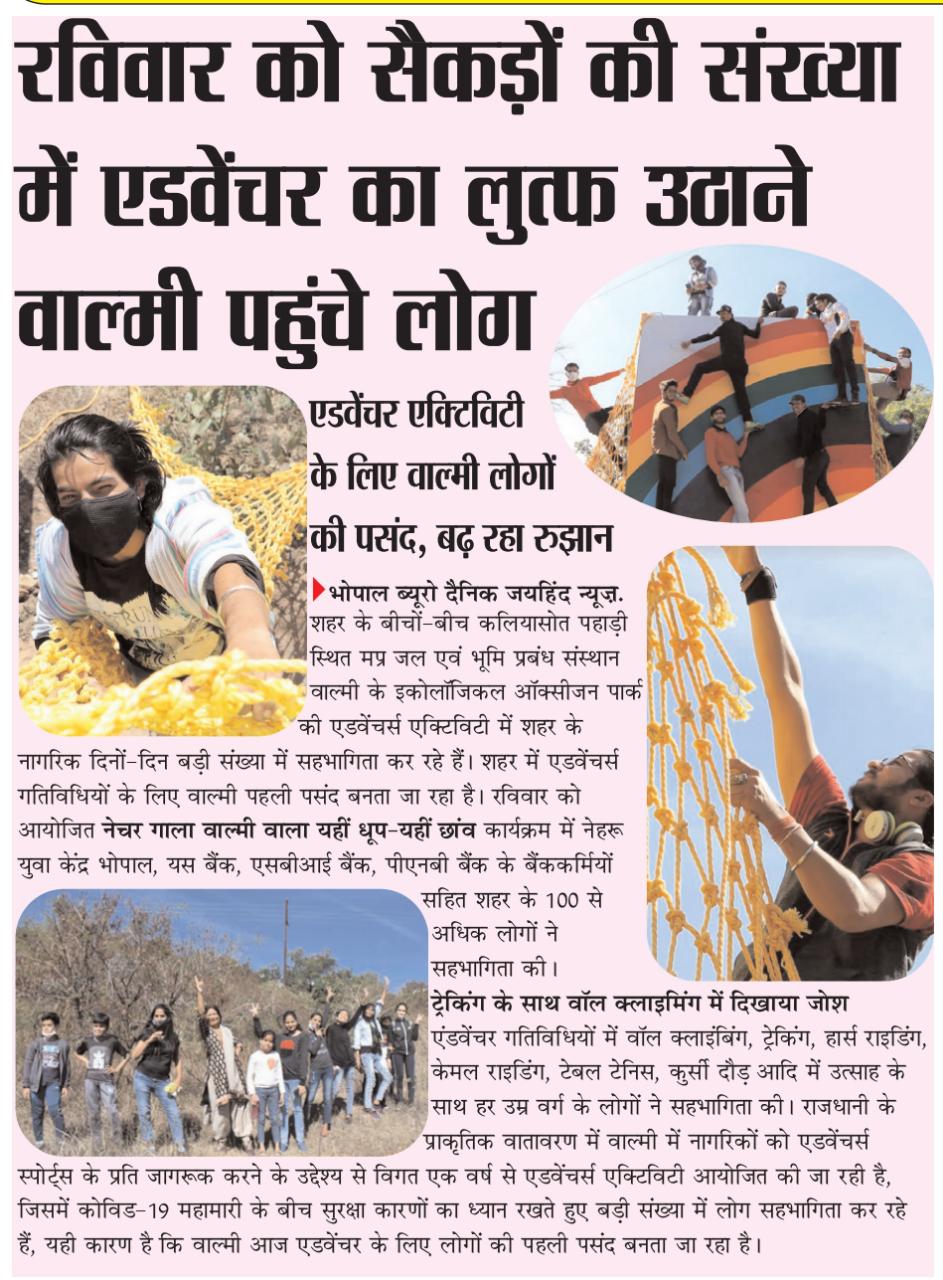 रविवार को सैकड़ों की संख्या
में एडवेंचर का लुत्फ उठाने
वाल्मी पहुंचे लोग
एडवेंचर एक्टिविटी
के लिए वाल्मी लोगों
की पसंद, बढ़ रहा रुझान
भोपाल ब्यूरो दैनिक जयहिंद न्यूज़.
शहर के बीचों-बीच कलियासोत पहाड़ी
स्थित मप्र जल एवं भूमि प्रबंध संस्थान
वाल्मी के इकोलॉजिकल ऑक्सीजन पार्क
की एडवेंचर्स एक्टिविटी में शहर के
नागरिक दिनों-दिन बड़ी संख्या में सहभागिता कर रहे हैं। शहर में एडवेंचर्स
गतिविधियों के लिए वाल्मी पहली पसंद बनता जा रहा है। रविवार को
आयोजित नेचर गाला वाल्मी वाला यहीं धूप-यहीं छांव कार्यक्रम में नेहरू
युवा केंद्र भोपाल, यस बैंक, एसबीआई बैंक, पीएनबी बैंक के बैंककर्मियों
सहित शहर के 100 से
अधिक लोगों ने
सहभागिता की।
ट्रेकिंग के साथ वॉल क्लाइमिंग में दिखाया जोश
एंडवेंचर गतिविधियों में वॉल क्लाइंबिंग, ट्रेकिंग, हार्स राइडिंग,
केमल राइडिंग, टेबल टेनिस, कुर्सी दौड़ आदि में उत्साह के
साथ हर उम्र वर्ग के लोगों ने सहभागिता की। राजधानी के
प्राकृतिक वातावरण में वाल्मी में नागरिकों को एडवेंचर्स
स्पोर्ट्स के प्रति जागरूक करने के उद्देश्य से विगत एक वर्ष से एडवेंचर्स एक्टिविटी आयोजित की जा रही है,
जिसमें कोविड-19 महामारी के बीच सुरक्षा कारणों का ध्यान रखते हुए बड़ी संख्या में लोग सहभागिता कर रहे
हैं, यही कारण है कि वाल्मी आज एडवेंचर के लिए लोगों की पहली पसंद बनता जा रहा है।